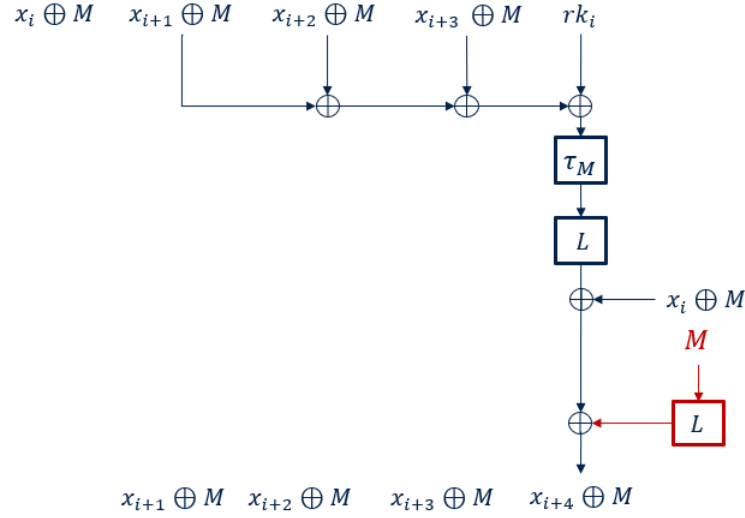 x_i ⊕ M x_{i+1} ⊕ M x_{i+2} ⊕ M x_{i+3} ⊕ M rk_i
τ_M
L
x_i ⊕ M
M
L
x_{i+1} ⊕ M x_{i+2} ⊕ M x_{i+3} ⊕ M x_{i+4} ⊕ M